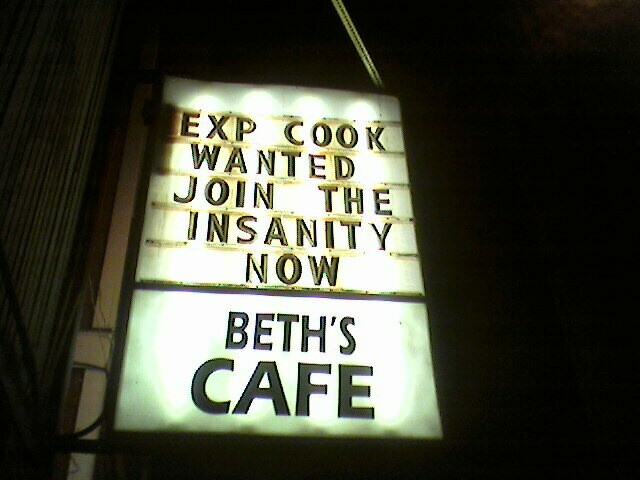 EXP COOK
WANTED
JOIN THE
INSANITY
NOW
BETH'S
CAFE